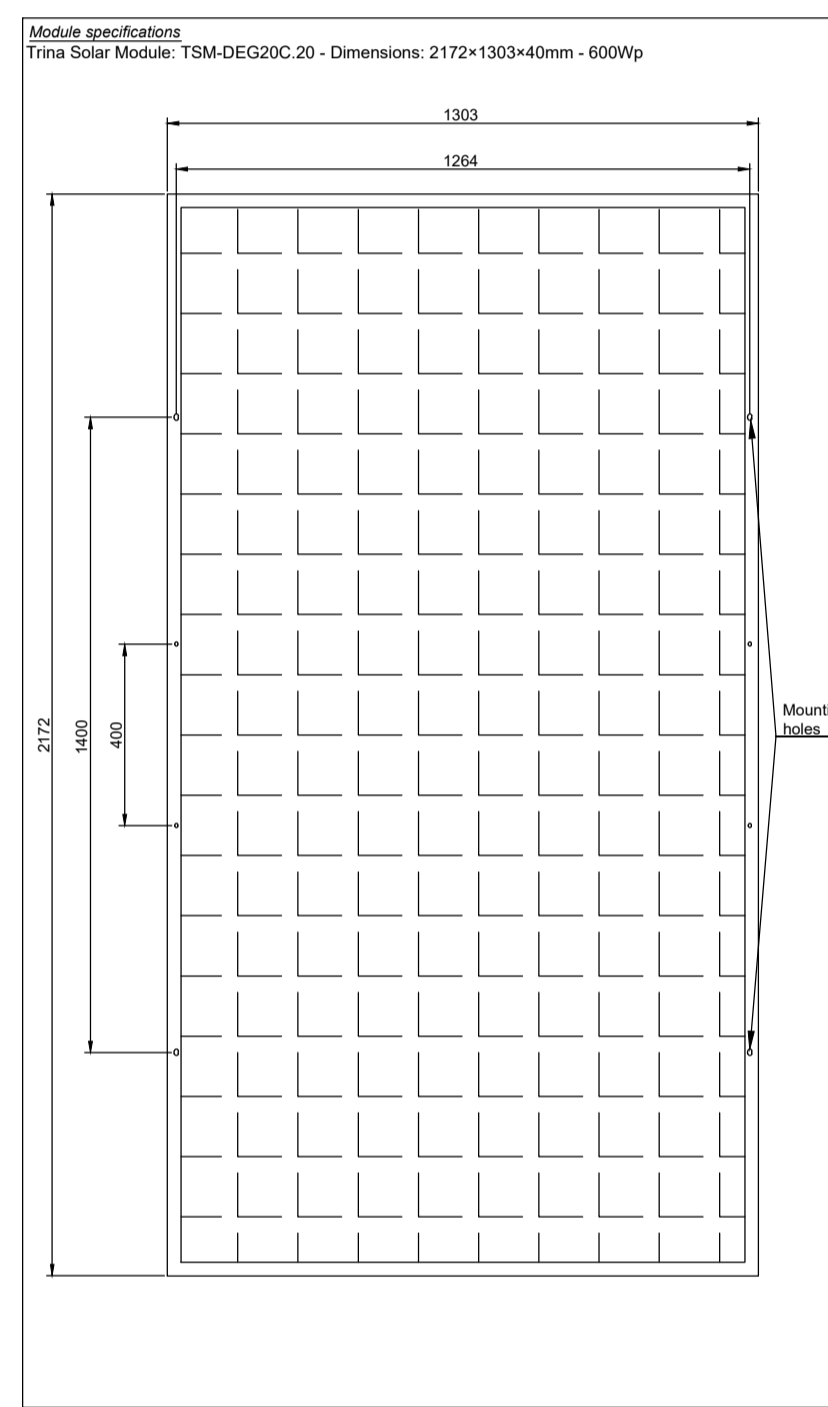 Module specifications
Trina Solar Module: TSM-DEG20C.20 - Dimensions: 2172×1303×40mm - 600Wp
1303
1264
2172
1400
400
holes